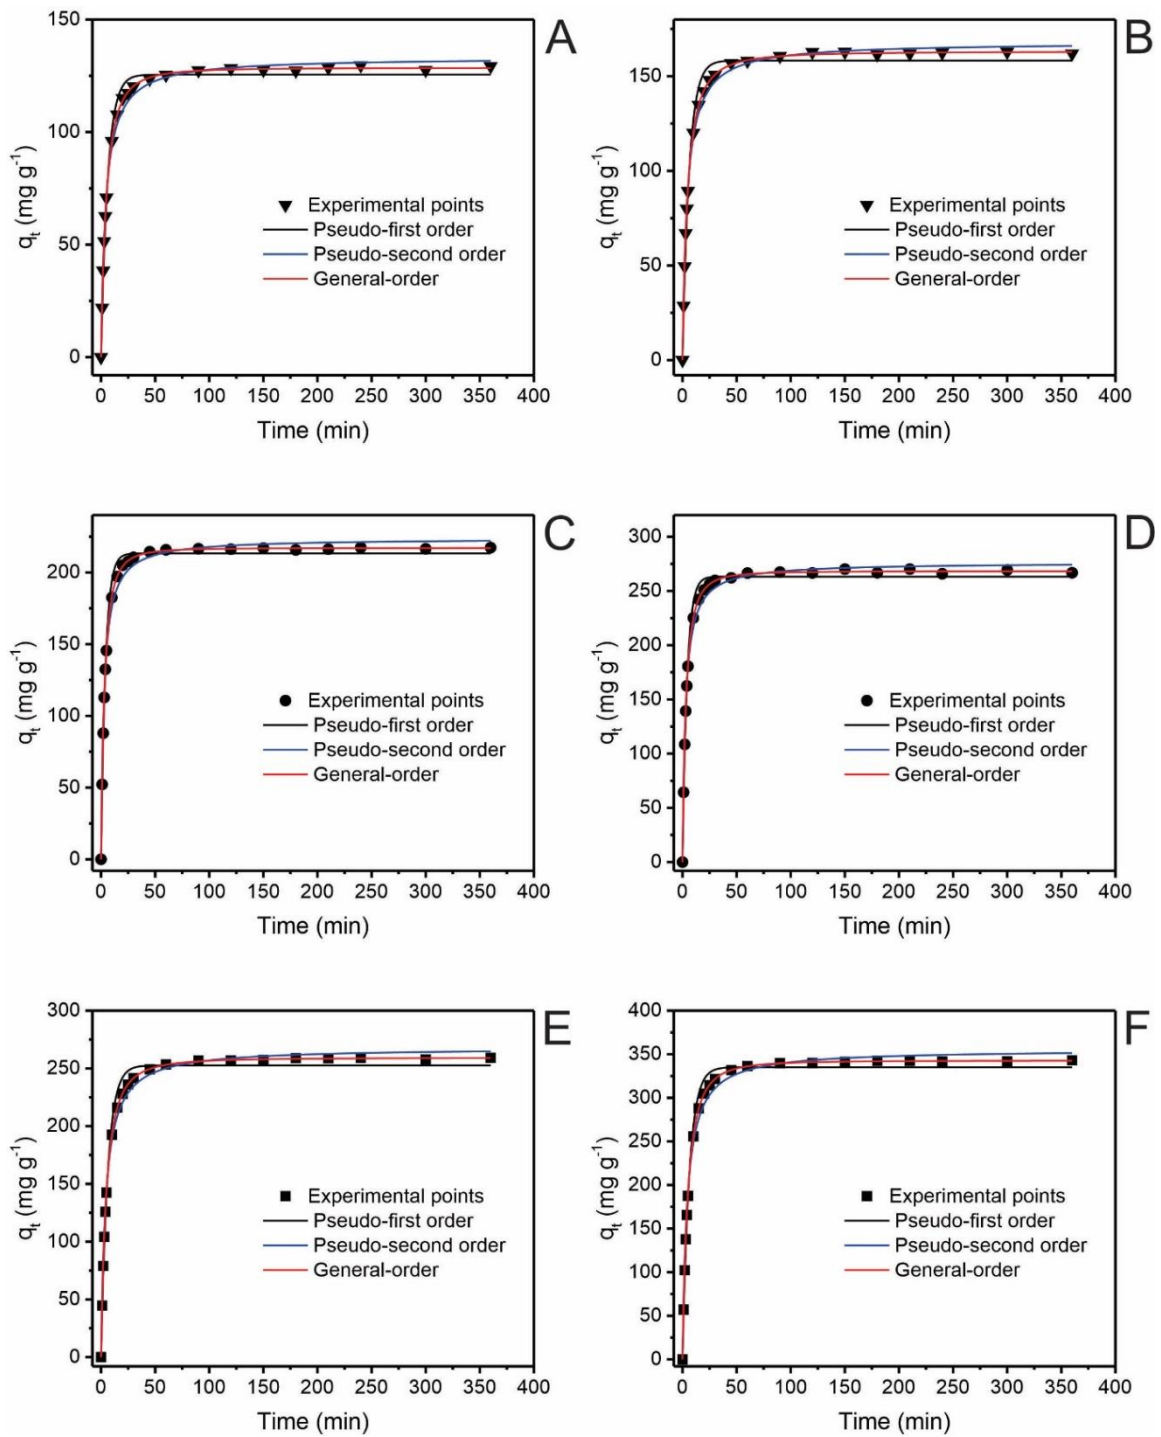 A
150
100
50
0
q_t (mg g⁻¹)
Experimental points
Pseudo-first order
Pseudo-second order
General-order
0 50 100 150 200 250 300 350 400
Time (min)
B
150
100
50
0
q_t (mg g⁻¹)
Experimental points
Pseudo-first order
Pseudo-second order
General-order
0 50 100 150 200 250 300 350 400
Time (min)
C
200
150
100
50
0
q_t (mg g⁻¹)
Experimental points
Pseudo-first order
Pseudo-second order
General-order
0 50 100 150 200 250 300 350 400
Time (min)
D
300
250
200
150
100
50
0
q_t (mg g⁻¹)
Experimental points
Pseudo-first order
Pseudo-second order
General-order
0 50 100 150 200 250 300 350 400
Time (min)
E
300
250
200
150
100
50
0
q_t (mg g⁻¹)
Experimental points
Pseudo-first order
Pseudo-second order
General-order
0 50 100 150 200 250 300 350 400
Time (min)
F
400
350
300
250
200
150
100
50
0
q_t (mg g⁻¹)
Experimental points
Pseudo-first order
Pseudo-second order
General-order
0 50 100 150 200 250 300 350 400
Time (min)